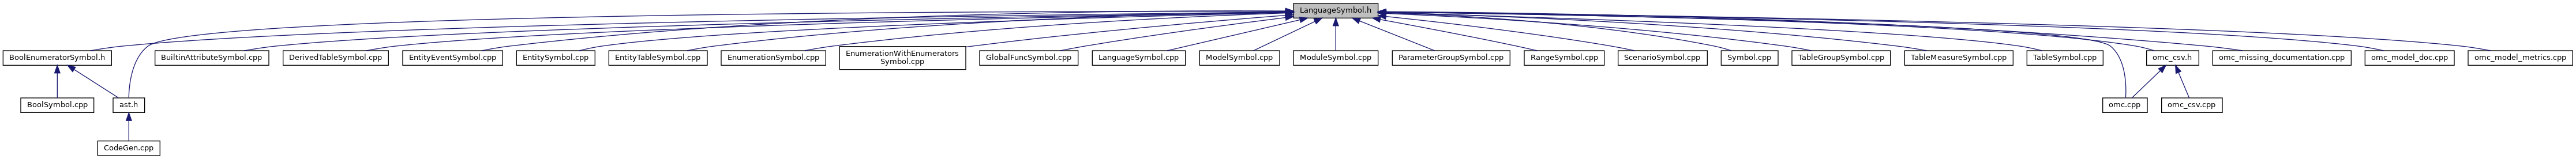 LanguageSymbol.h
BoolEnumeratorSymbol.h
BuiltinAttributeSymbol.cpp
DerivedTableSymbol.cpp
EntityEventSymbol.cpp
EntitySymbol.cpp
EntityTableSymbol.cpp
EnumerationSymbol.cpp
EnumerationWithEnumerators
Symbol.cpp
GlobalFuncSymbol.cpp
LanguageSymbol.cpp
ModelSymbol.cpp
ModuleSymbol.cpp
ParameterGroupSymbol.cpp
RangeSymbol.cpp
ScenarioSymbol.cpp
Symbol.cpp
TableGroupSymbol.cpp
TableMeasureSymbol.cpp
TableSymbol.cpp
omc_csv.h
omc_missing_documentation.cpp
omc_model_doc.cpp
omc_model_metrics.cpp
BoolSymbol.cpp
ast.h
omc.cpp
omc_csv.cpp
CodeGen.cpp